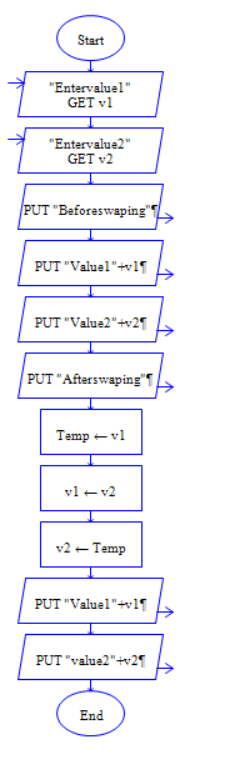 Start
"Entervalue1"
GET v1
"Entervalue2"
GET v2
PUT "Beforeswaping"¶
PUT "Value1"+v1¶
PUT "Value2"+v2¶
PUT "Afterswaping"¶
Temp ← v1
v1 ← v2
v2 ← Temp
PUT "Value1"+v1¶
PUT "value2"+v2¶
End